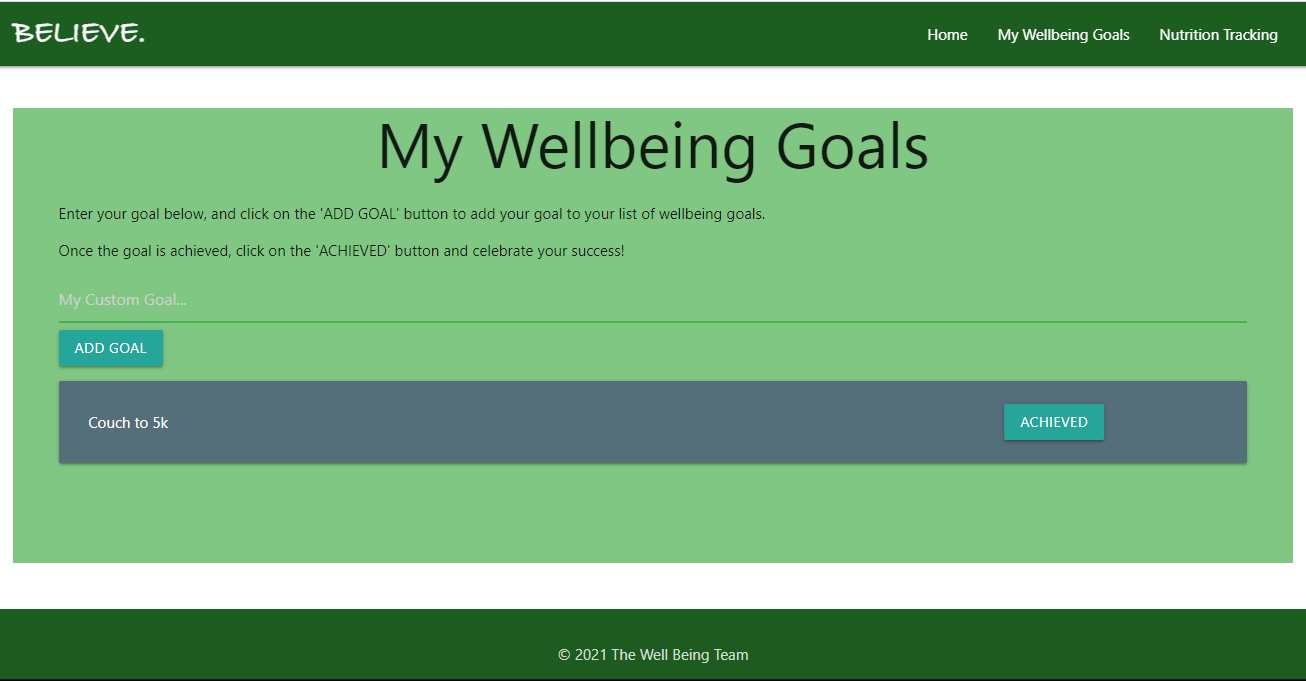 BELIEVE.
Home My Wellbeing Goals Nutrition Tracking
My Wellbeing Goals
Enter your goal below, and click on the 'ADD GOAL' button to add your goal to your list of wellbeing goals.
Once the goal is achieved, click on the 'ACHIEVED' button and celebrate your success!
My Custom Goal...
ADD GOAL
Couch to 5k ACHIEVED
© 2021 The Well Being Team